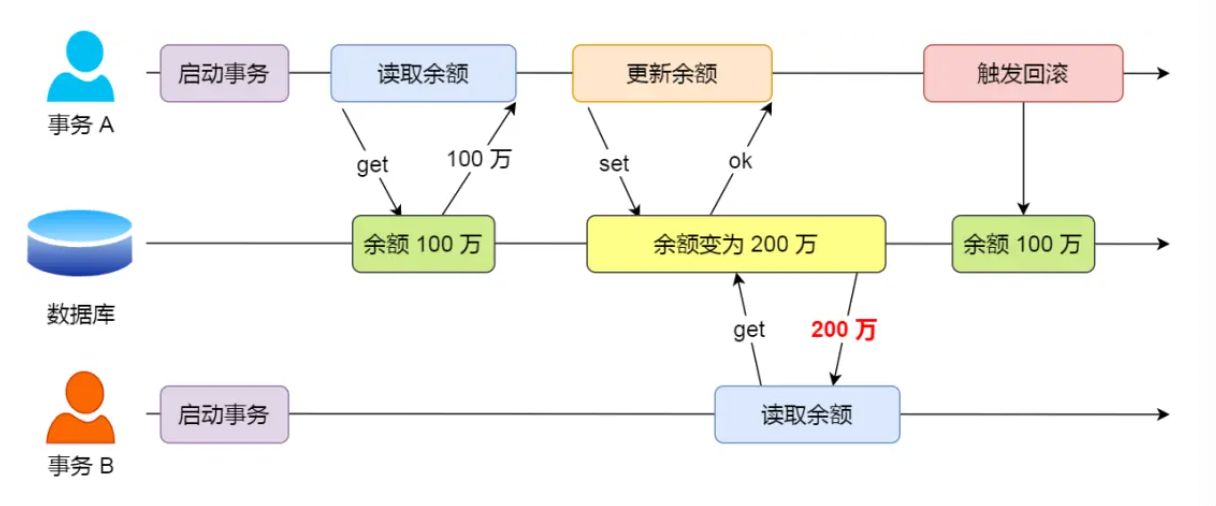 启动事务
读取余额
更新余额
触发回滚
事务 A
get
100 万
set
ok
余额 100 万
余额变为 200 万
余额 100 万
数据库
get
200 万
启动事务
读取余额
事务 B